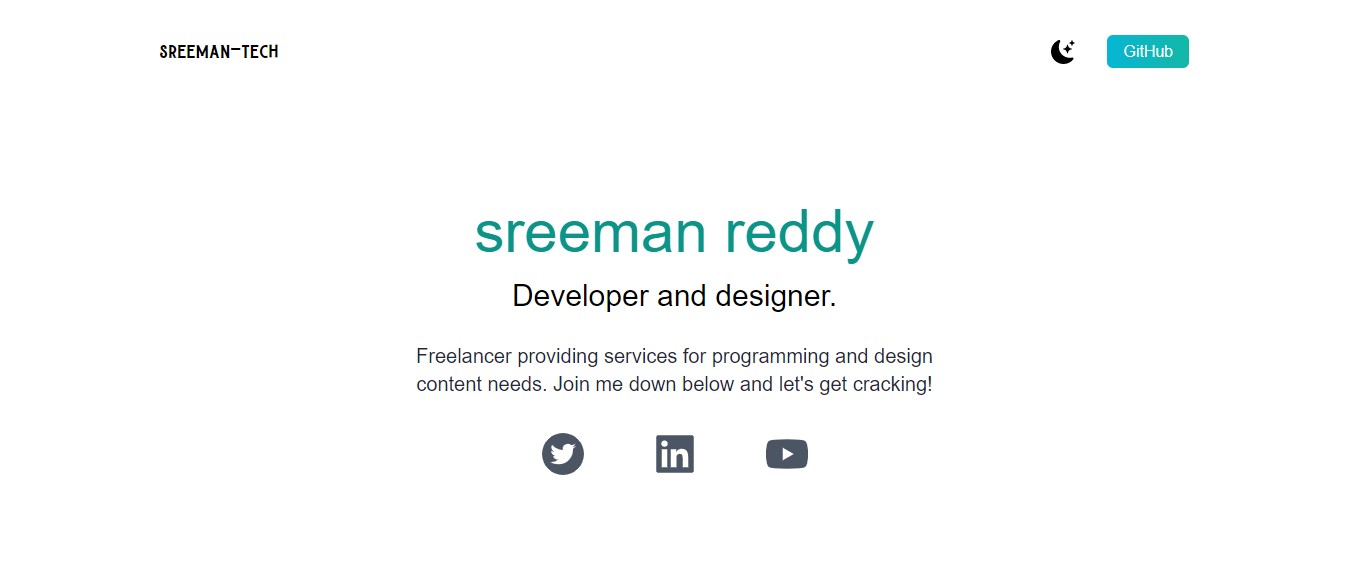 SREEMAN-TECH
GitHub
sreeman reddy
Developer and designer.
Freelancer providing services for programming and design
content needs. Join me down below and let's get cracking!
in